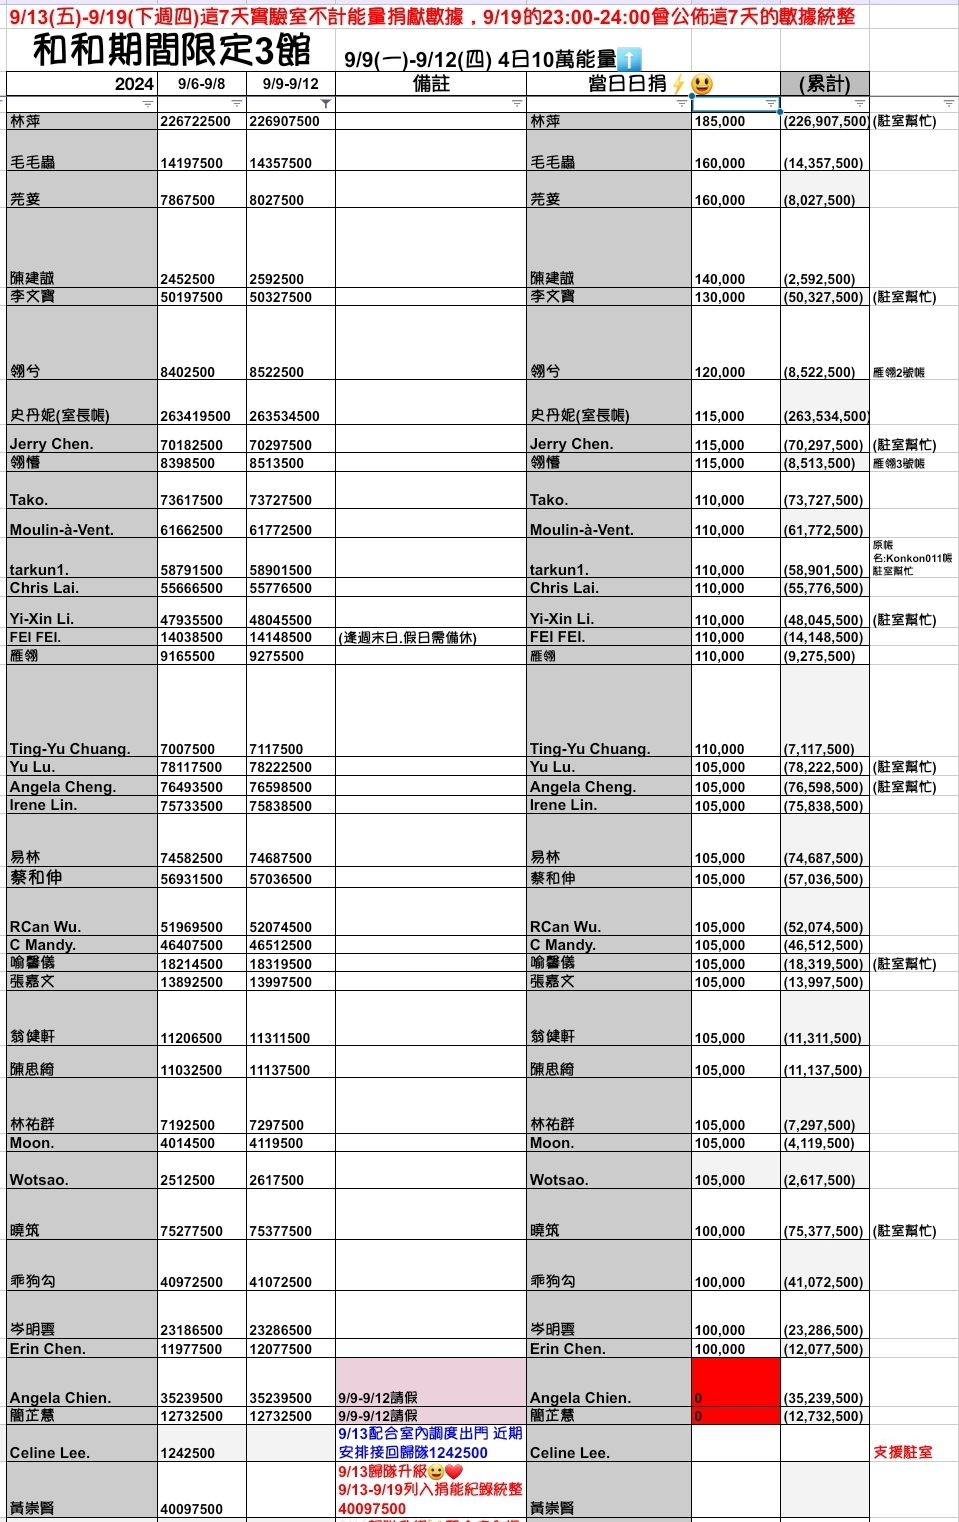 9/13(五)-9/19(下週四)這7天實驗室不計能量捐獻數據，9/19的23:00-24:00會公佈這7天的數據統整
和和期間限定3館 9/9(一)-9/12(四) 4日10萬能量⬆️
2024 9/6-9/8 9/9-9/12 備註 當日日捐⚡😃 (累計)
林萍 226722500 226907500 林萍 185,000 (226,907,500) (駐室幫忙)
毛毛蟲 14197500 14357500 毛毛蟲 160,000 (14,357,500)
芫荽 7867500 8027500 芫荽 160,000 (8,027,500)
陳建誠 2452500 2592500 陳建誠 140,000 (2,592,500)
李文寶 50197500 50327500 李文寶 130,000 (50,327,500) (駐室幫忙)
翎兮 8402500 8522500 翎兮 120,000 (8,522,500) 雁翎2號帳
史丹妮(室長帳) 263419500 263534500 史丹妮(室長帳) 115,000 (263,534,500)
Jerry Chen. 70182500 70297500 Jerry Chen. 115,000 (70,297,500) (駐室幫忙)
翎懵 8398500 8513500 翎懵 115,000 (8,513,500) 雁翎3號帳
Tako. 73617500 73727500 Tako. 110,000 (73,727,500)
Moulin-à-Vent. 61662500 61772500 Moulin-à-Vent. 110,000 (61,772,500)
原帳
名:Konkon011帳
tarkun1. 58791500 58901500 tarkun1. 110,000 (58,901,500) 駐室幫忙
Chris Lai. 55666500 55776500 Chris Lai. 110,000 (55,776,500)
Yi-Xin Li. 47935500 48045500 Yi-Xin Li. 110,000 (48,045,500) (駐室幫忙)
FEI FEI. 14038500 14148500 (逢週末日.假日需備休) FEI FEI. 110,000 (14,148,500)
雁翎 9165500 9275500 雁翎 110,000 (9,275,500)
Ting-Yu Chuang. 7007500 7117500 Ting-Yu Chuang. 110,000 (7,117,500)
Yu Lu. 78117500 78222500 Yu Lu. 105,000 (78,222,500) (駐室幫忙)
Angela Cheng. 76493500 76598500 Angela Cheng. 105,000 (76,598,500) (駐室幫忙)
Irene Lin. 75733500 75838500 Irene Lin. 105,000 (75,838,500)
易林 74582500 74687500 易林 105,000 (74,687,500)
蔡和伸 56931500 57036500 蔡和伸 105,000 (57,036,500)
RCan Wu. 51969500 52074500 RCan Wu. 105,000 (52,074,500)
C Mandy. 46407500 46512500 C Mandy. 105,000 (46,512,500)
喻馨儀 18214500 18319500 喻馨儀 105,000 (18,319,500) (駐室幫忙)
張嘉文 13892500 13997500 張嘉文 105,000 (13,997,500)
翁健軒 11206500 11311500 翁健軒 105,000 (11,311,500)
陳思綺 11032500 11137500 陳思綺 105,000 (11,137,500)
林祐群 7192500 7297500 林祐群 105,000 (7,297,500)
Moon. 4014500 4119500 Moon. 105,000 (4,119,500)
Wotsao. 2512500 2617500 Wotsao. 105,000 (2,617,500)
曉筑 75277500 75377500 曉筑 100,000 (75,377,500) (駐室幫忙)
乖狗勾 40972500 41072500 乖狗勾 100,000 (41,072,500)
岑明雲 23186500 23286500 岑明雲 100,000 (23,286,500)
Erin Chen. 11977500 12077500 Erin Chen. 100,000 (12,077,500)
Angela Chien. 35239500 35239500 9/9-9/12請假 Angela Chien. 0 (35,239,500)
簡芷慧 12732500 12732500 9/9-9/12請假 簡芷慧 0 (12,732,500)
9/13配合室內調度出門 近期
Celine Lee. 1242500 安排接回歸隊1242500 Celine Lee. 支援駐室
9/13歸隊升級😀❤️
9/13-9/19列入捐能紀錄統整
黃崇賢 40097500 40097500 黃崇賢